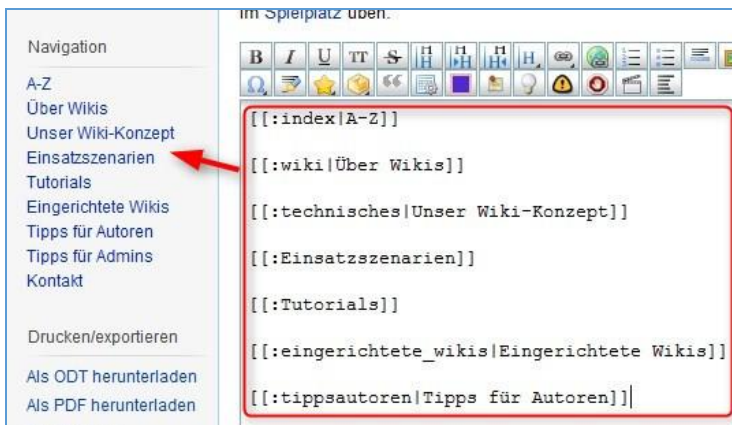 im Spielplatz üben.
Navigation
A-Z
Über Wikis
Unser Wiki-Konzept
Einsatzszenarien
Tutorials
Eingerichtete Wikis
Tipps für Autoren
Tipps für Admins
Kontakt
Drucken/exportieren
Als ODT herunterladen
Als PDF herunterladen
B I U TT S H H H H,
[[:index|A-Z]]
[[:wiki|Über Wikis]]
[[:technisches|Unser Wiki-Konzept]]
[[:Einsatzszenarien]]
[[:Tutorials]]
[[:eingerichtete_wikis|Eingerichtete Wikis]]
[[:tippsautoren|Tipps für Autoren]]